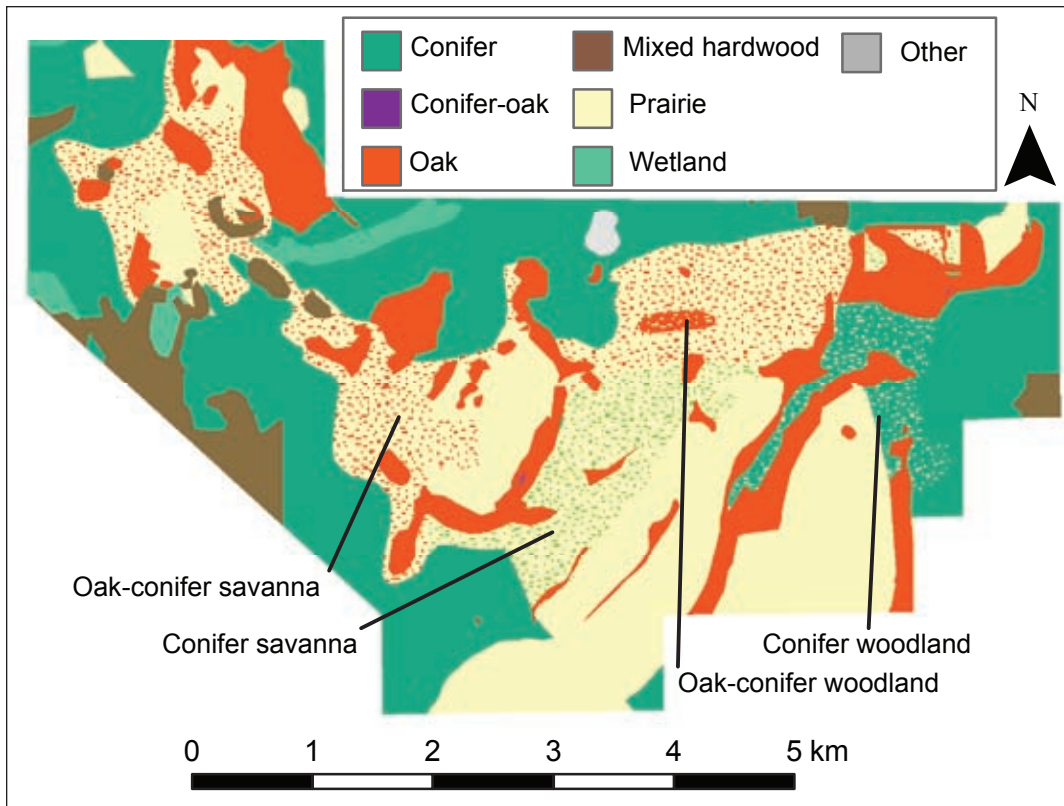 Conifer
Mixed hardwood
Other
Conifer-oak
Prairie
Oak
Wetland
N
Oak-conifer savanna
Conifer savanna
Conifer woodland
Oak-conifer woodland
0 1 2 3 4 5 km